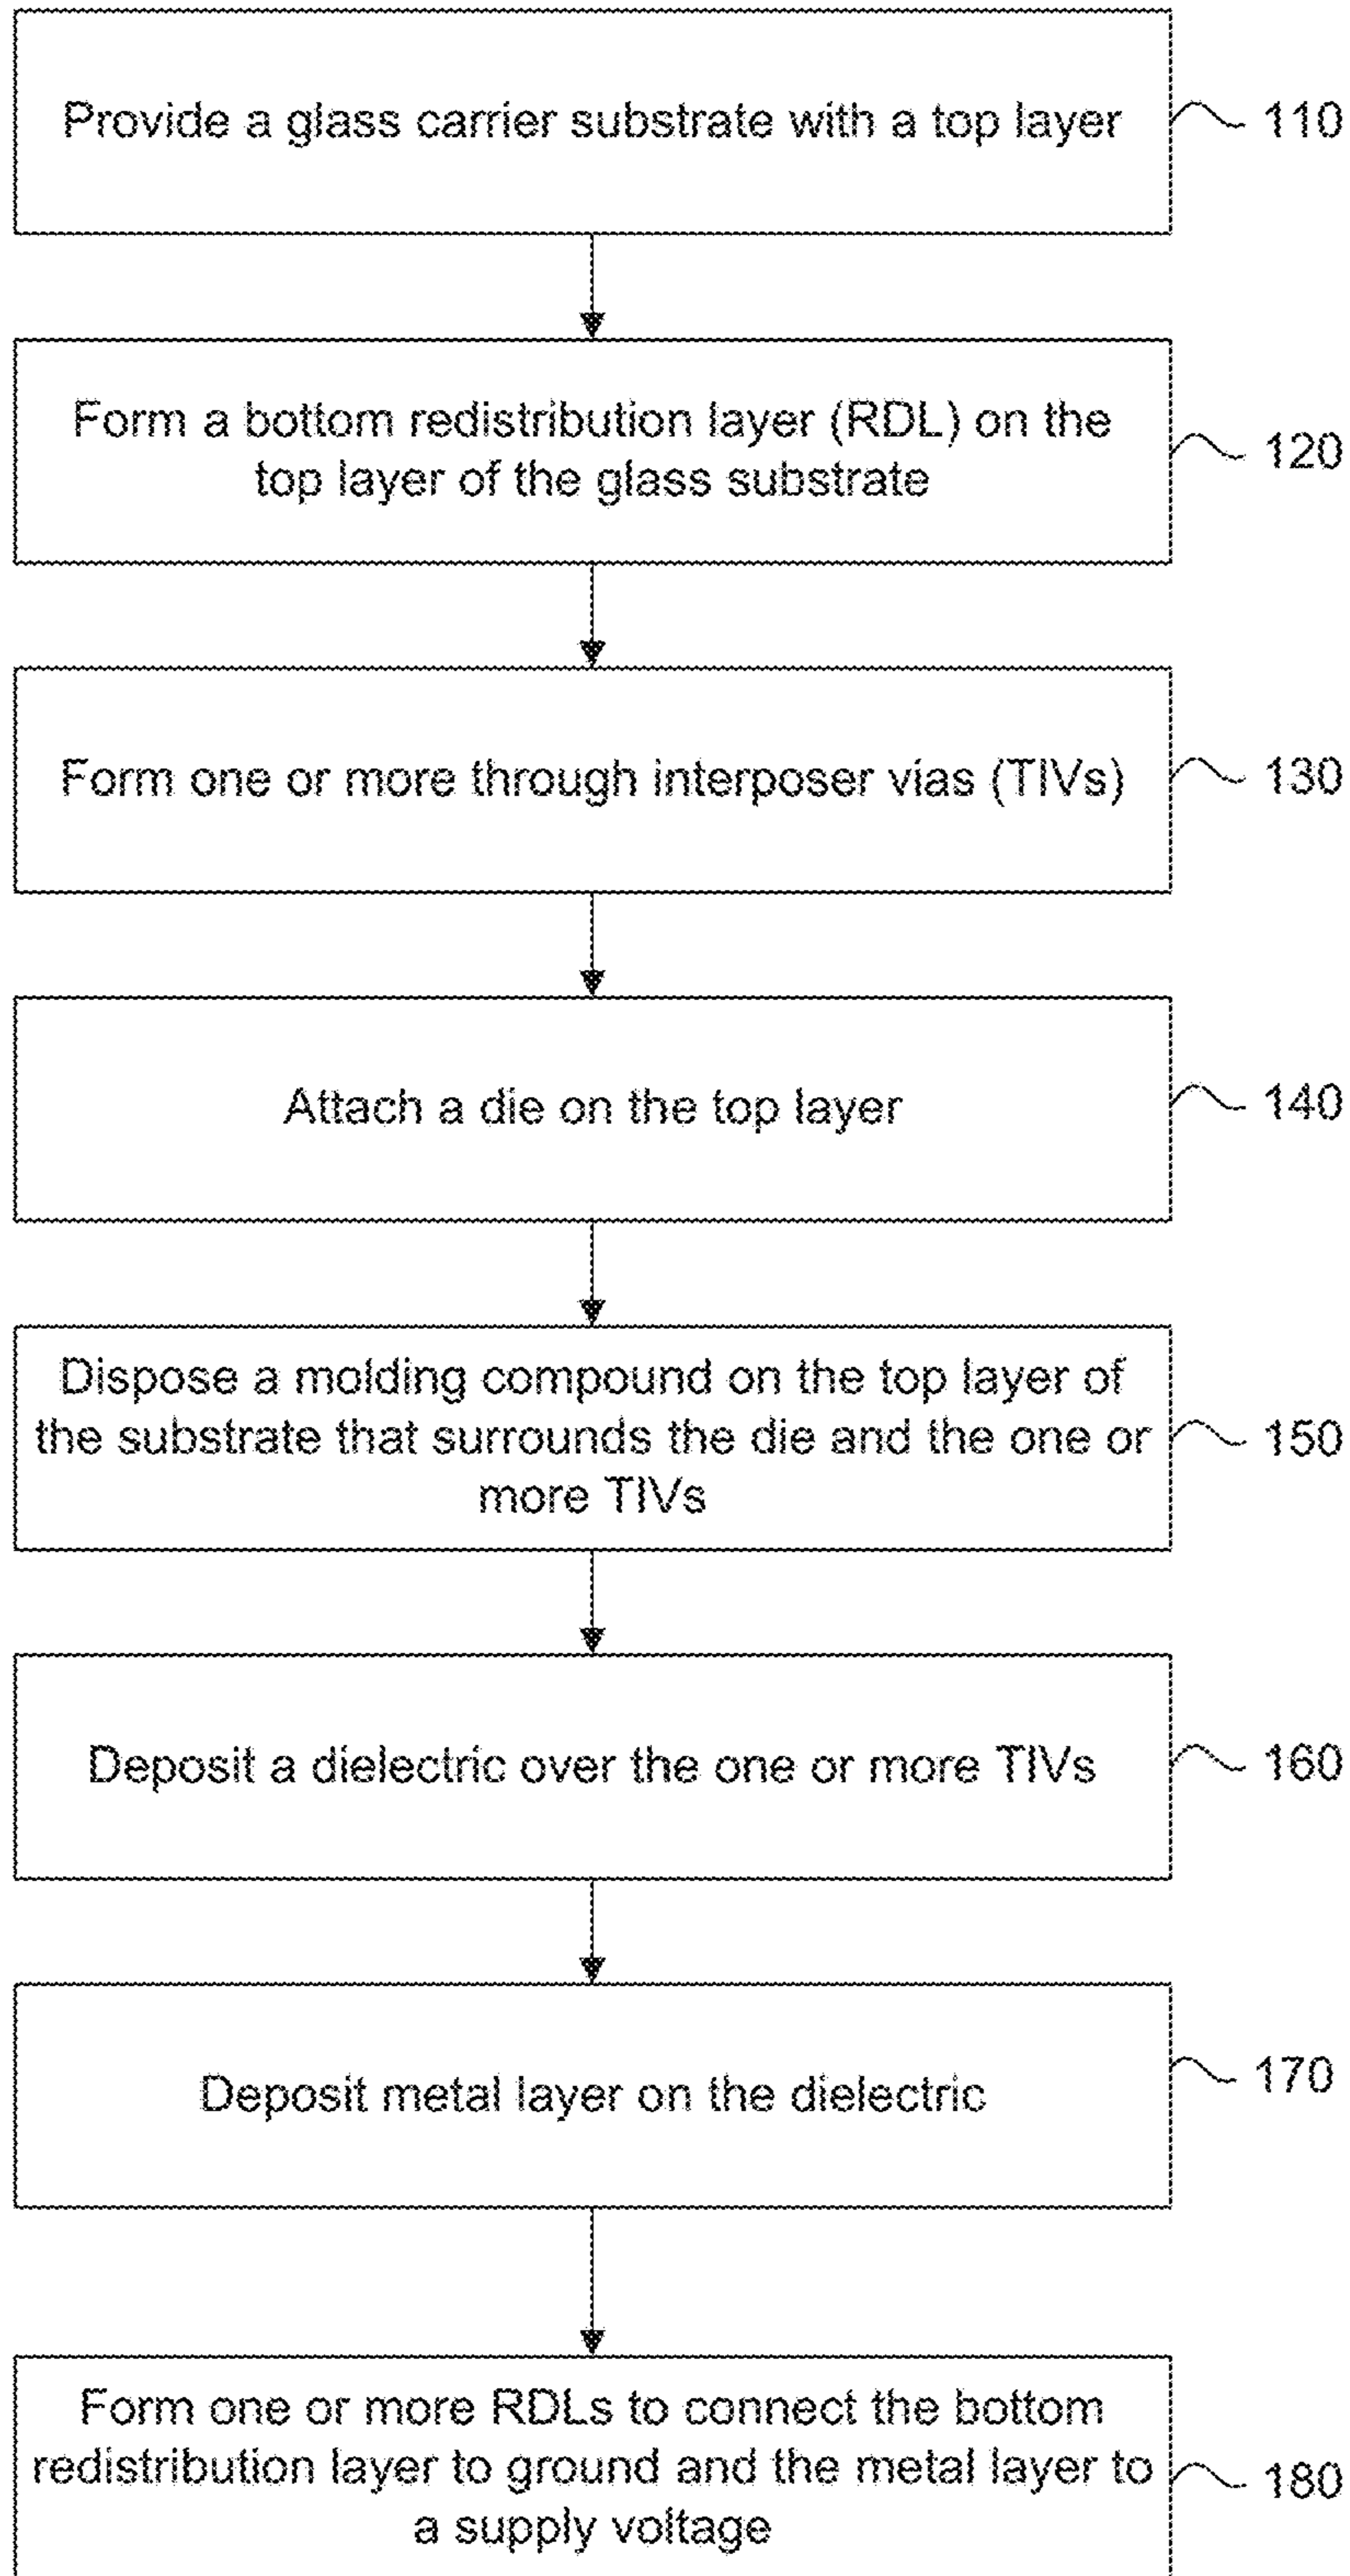 Provide a glass carrier substrate with a top layer
110
Form a bottom redistribution layer (RDL) on the
top layer of the glass substrate
120
Form one or more through interposer vias (TIVs)
130
Attach a die on the top layer
140
Dispose a molding compound on the top layer of
the substrate that surrounds the die and the one or
more TIVs
150
Deposit a dielectric over the one or more TIVs
160
Deposit metal layer on the dielectric
170
Form one or more RDLs to connect the bottom
redistribution layer to ground and the metal layer to
a supply voltage
180